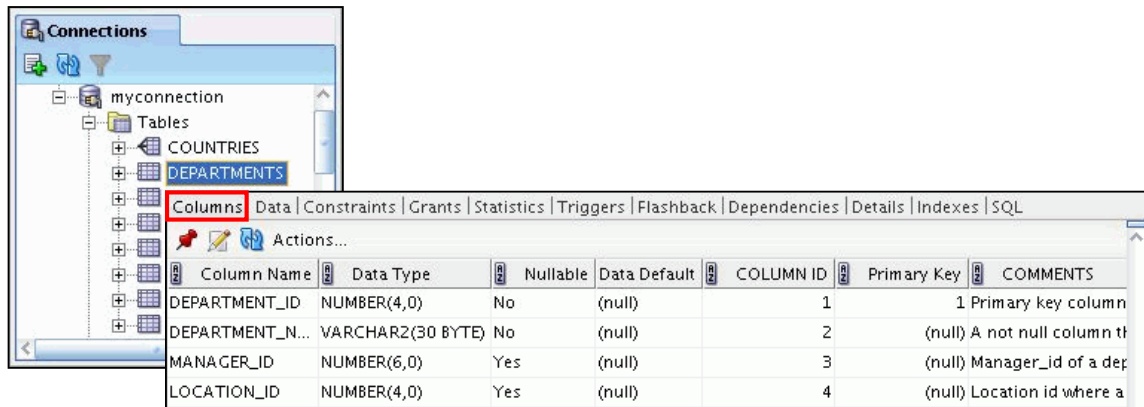 Connections
myconnection
Tables
COUNTRIES
DEPARTMENTS
Columns Data Constraints Grants Statistics Triggers Flashback Dependencies Details Indexes SQL
Actions...
Column Name Data Type Nullable Data Default COLUMN ID Primary Key COMMENTS
DEPARTMENT_ID NUMBER(4,0) No (null) 1 1 Primary key column
DEPARTMENT_N... VARCHAR2(30 BYTE) No (null) 2 (null) A not null column th
MANAGER_ID NUMBER(6,0) Yes (null) 3 (null) Manager_id of a dep
LOCATION_ID NUMBER(4,0) Yes (null) 4 (null) Location id where a